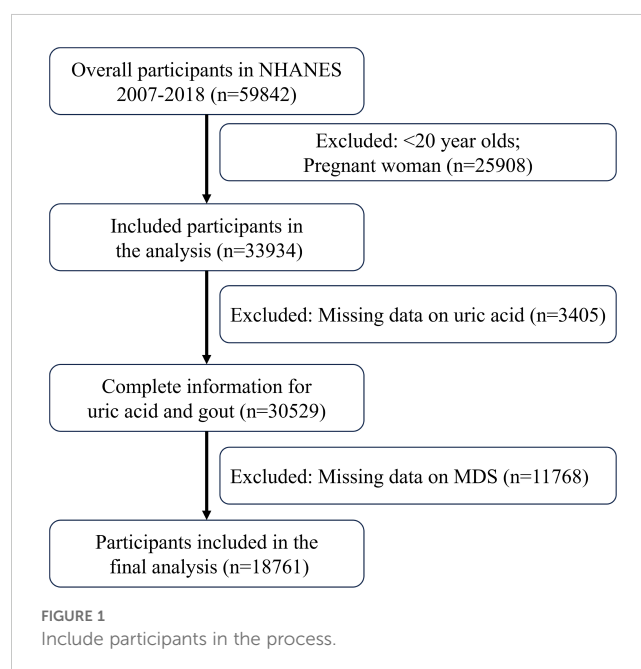 Overall participants in NHANES
2007-2018 (n=59842)
Excluded: <20 year olds;
Pregnant woman (n=25908)
Included participants in
the analysis (n=33934)
Excluded: Missing data on uric acid (n=3405)
Complete information for
uric acid and gout (n=30529)
Excluded: Missing data on MDS (n=11768)
Participants included in the
final analysis (n=18761)
FIGURE 1
Include participants in the process.